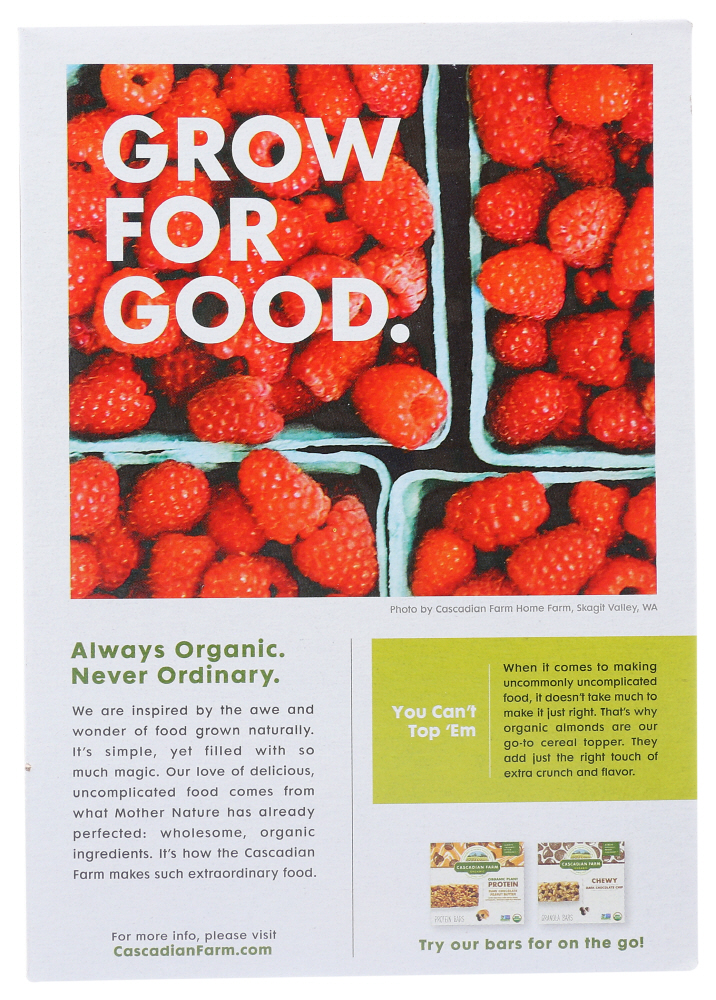 GROW
FOR
GOOD.
Photo by Cascadian Farm Home Farm, Skagit Valley, WA
Always Organic.
Never Ordinary.
We are inspired by the awe and
wonder of food grown naturally.
It's simple, yet filled with so
much magic. Our love of delicious,
uncomplicated food comes from
what Mother Nature has already
perfected: wholesome, organic
ingredients. It's how the Cascadian
Farm makes such extraordinary food.
For more info, please visit
CascadianFarm.com
You Can't
Top 'Em
When it comes to making
uncommonly uncomplicated
food, it doesn't take much to
make it just right. That's why
organic almonds are our
go-to cereal topper. They
add just the right touch of
extra crunch and flavor.
CASCADIAN FARM
ORGANIC PLANT
PROTEIN
DARK CHOCOLATE
PEANUT BUTTER
PROTEIN BARS
CASCADIAN FARM
CHEWY
DARK CHOCOLATE CHIP
GRANOLA BARS
Try our bars for on the go!